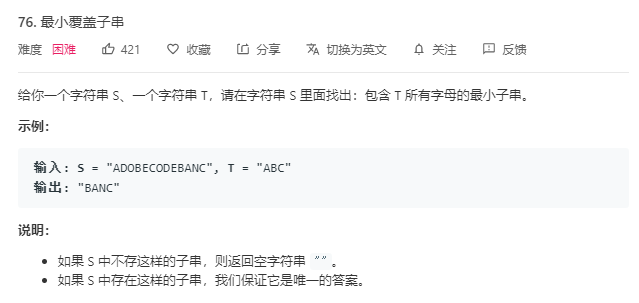 76. 最小覆盖子串
难度 困难 421 收藏 分享 切换为英文 关注 反馈
给你一个字符串 S、一个字符串 T，请在字符串 S 里面找出：包含 T 所有字母的最小子串。
示例：
输入: S = "ADOBECODEBANC", T = "ABC"
输出: "BANC"
说明：
如果 S 中不存在这样的子串，则返回空字符串 ""。
如果 S 中存在这样的子串，我们保证它是唯一的答案。